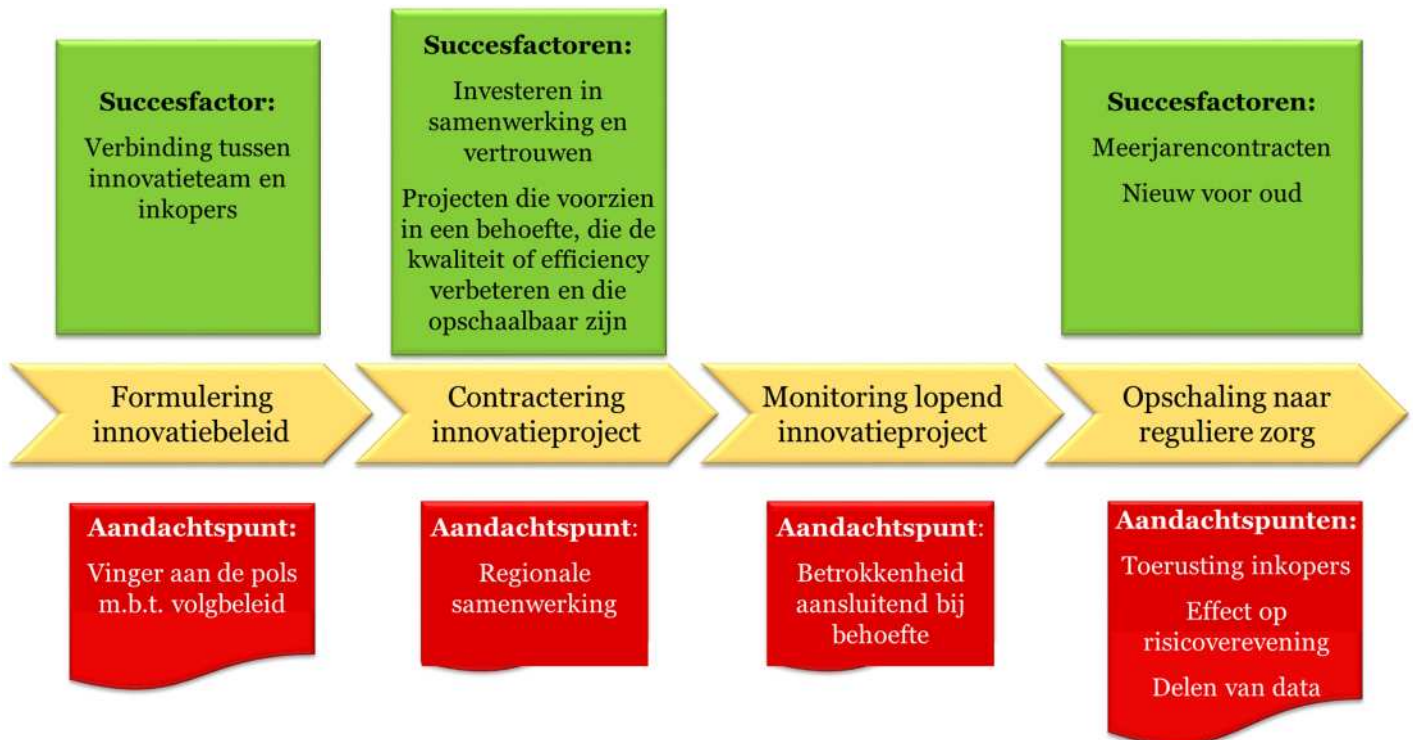 Succesfactor:
Verbinding tussen
innovatieteam en
inkopers
Succesfactoren:
Investeren in
samenwerking en
vertrouwen
Projecten die voorzien
in een behoefte, die de
kwaliteit of efficiency
verbeteren en die
opschaalbaar zijn
Succesfactoren:
Meerjarencontracten
Nieuw voor oud
Formulering
innovatiebeleid
Contractering
innovatieproject
Monitoring lopend
innovatieproject
Opschaling naar
reguliere zorg
Aandachtspunt:
Vinger aan de pols
m.b.t. volgbeleid
Aandachtspunt:
Regionale
samenwerking
Aandachtspunt:
Betrokkenheid
aansluitend bij
behoefte
Aandachtspunten:
Toerusting inkopers
Effect op
risicoverevening
Delen van data